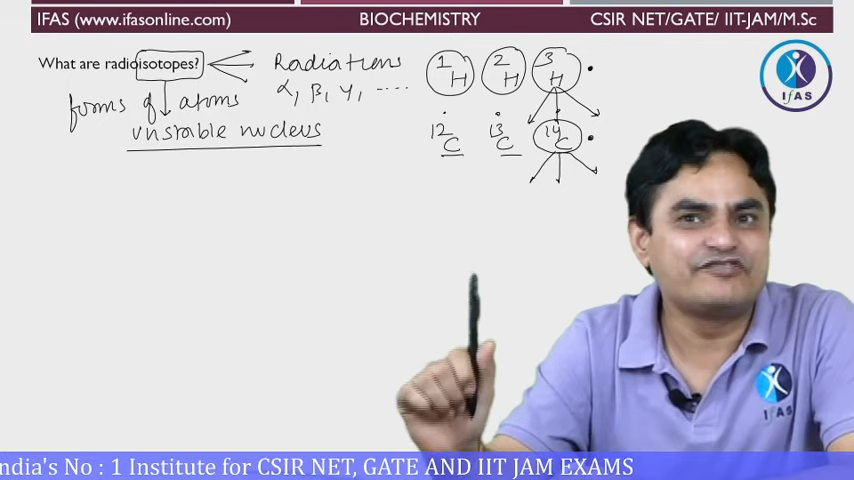 IFAS (www.ifasonline.com) BIOCHEMISTRY CSIR NET/GATE/ IIT-JAM/M.Sc
What are radioisotopes? Radiations
α, β, γ, ....
forms of atoms
unstable nucleus
1 H 2 H 3 H
12 C 13 C 14 C
IFAS
IFAS
ndia's No : 1 Institute for CSIR NET, GATE AND IIT JAM EXAMS